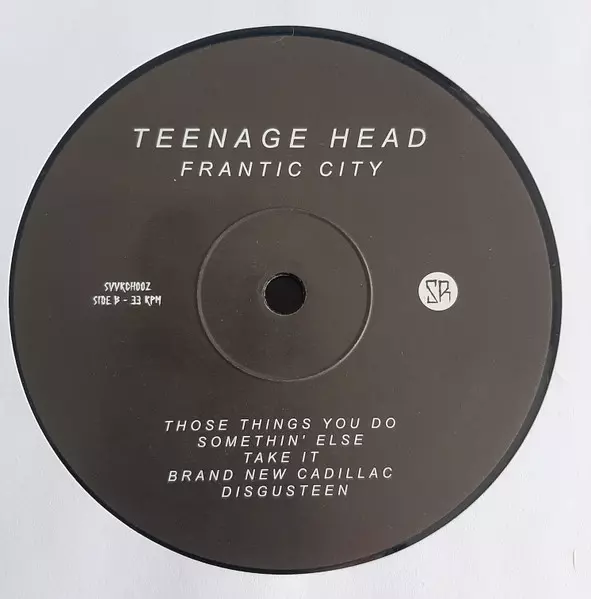 TEENAGE HEAD
FRANTIC CITY
SVVRCH002
SIDE B - 33 RPM
SR
THOSE THINGS YOU DO
SOMETHIN' ELSE
TAKE IT
BRAND NEW CADILLAC
DISGUSTEEN